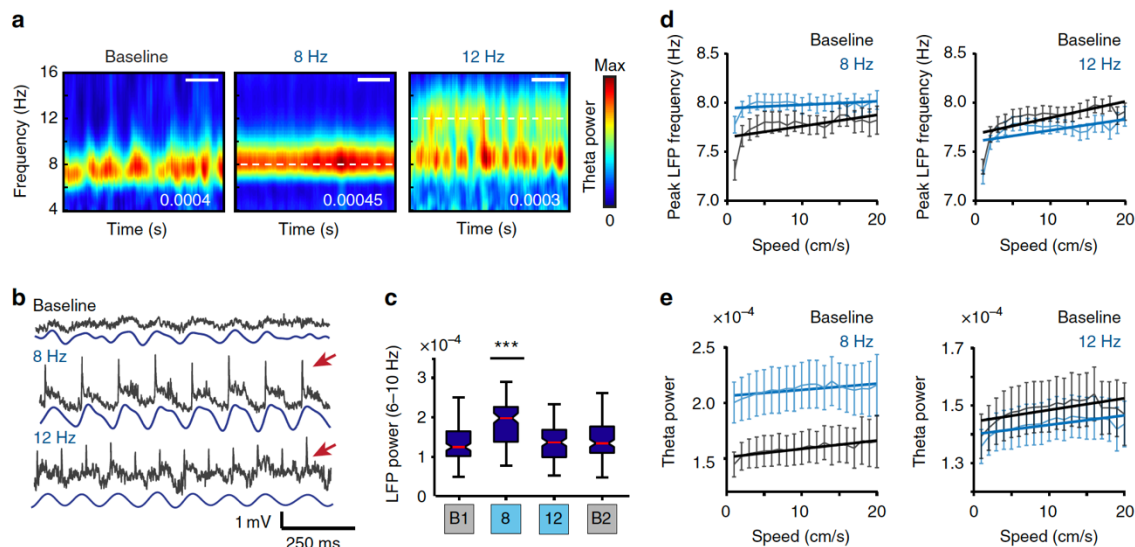 a
Baseline
8 Hz
12 Hz
Frequency (Hz)
16
12
8
4
0.0004
0.00045
0.0003
Time (s)
Time (s)
Time (s)
Max
Theta power
0
b
Baseline
8 Hz
12 Hz
1 mV
250 ms
c
×10⁻⁴
***
LFP power (6–10 Hz)
3
2
1
0
B1
8
12
B2
d
Baseline
8 Hz
Peak LFP frequency (Hz)
8.5
8.0
7.5
7.0
0
10
20
Speed (cm/s)
Baseline
12 Hz
Peak LFP frequency (Hz)
8.5
8.0
7.5
7.0
0
10
20
Speed (cm/s)
e
×10⁻⁴
Baseline
8 Hz
Theta power
2.5
2.0
1.5
0
10
20
Speed (cm/s)
×10⁻⁴
Baseline
12 Hz
Theta power
1.7
1.5
1.3
0
10
20
Speed (cm/s)